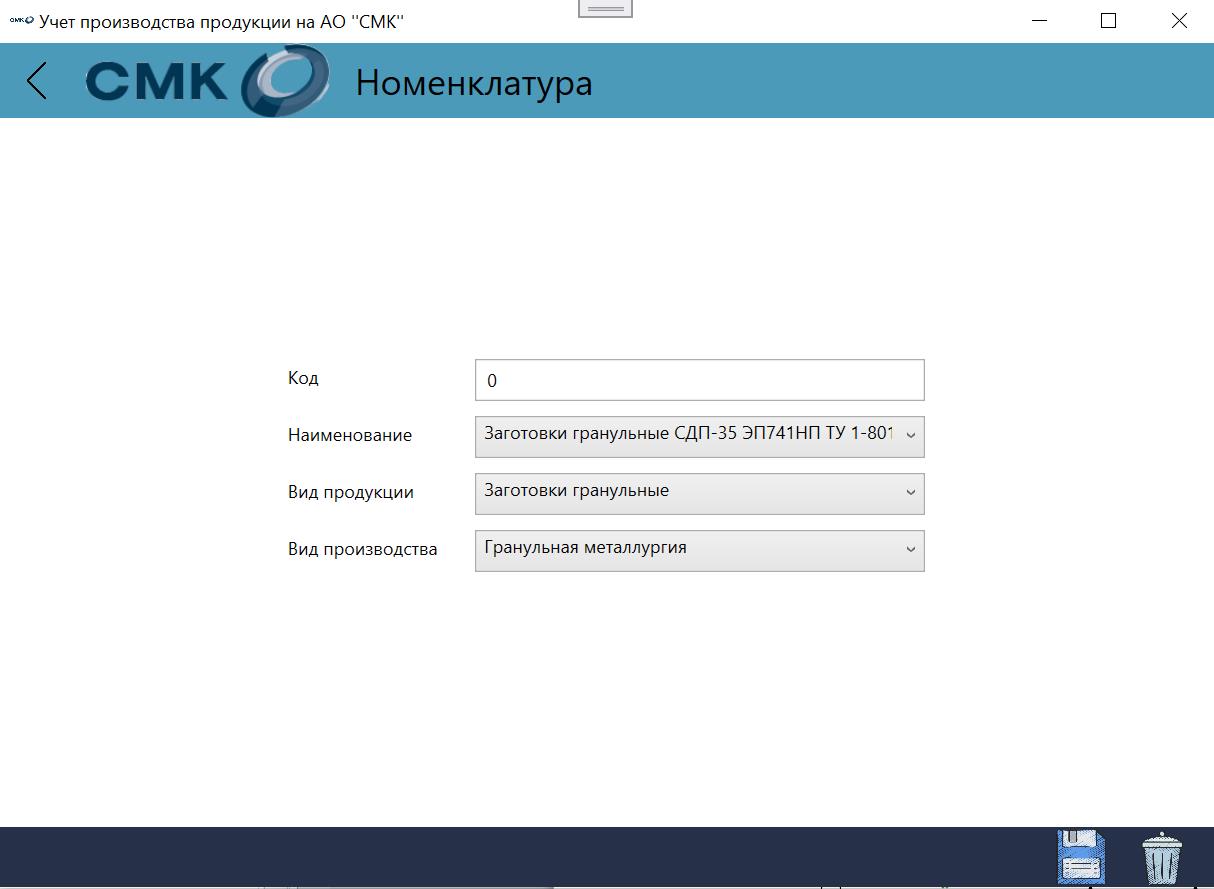 СМК Учет производства продукции на АО "СМК"
СМК Номенклатура
Код 0
Наименование Заготовки гранульные СДП-35 ЭП741НП ТУ 1-801
Вид продукции Заготовки гранульные
Вид производства Гранульная металлургия